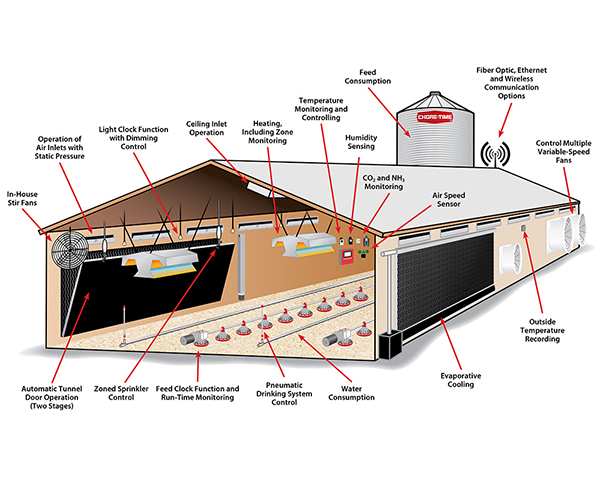 Feed
Consumption
Fiber Optic, Ethernet
and Wireless
Communication
Options
Temperature
Monitoring and
Controlling
Ceiling Inlet
Operation
Heating,
Including Zone
Monitoring
Light Clock Function
with Dimming
Control
Operation of
Air Inlets with
Static Pressure
Humidity
Sensing
Control Multiple
Variable-Speed
Fans
CHORE-TIME
CO₂ and NH₃
Monitoring
Air Speed
Sensor
In-House
Stir Fans
Outside
Temperature
Recording
Automatic Tunnel
Door Operation
(Two Stages)
Zoned Sprinkler
Control
Feed Clock Function and
Run-Time Monitoring
Pneumatic
Drinking System
Control
Water
Consumption
Evaporative
Cooling